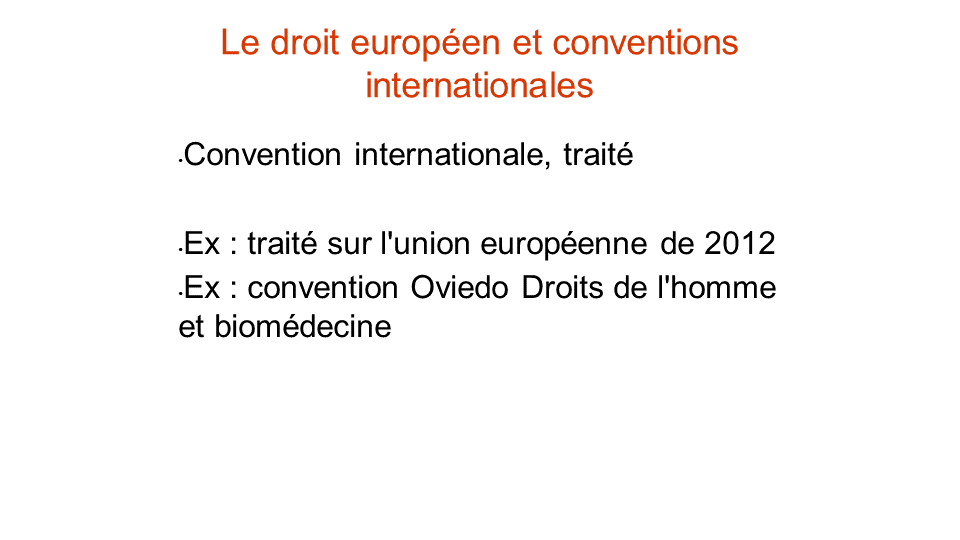 Le droit européen et conventions
internationales
•Convention internationale, traité
•Ex : traité sur l'union européenne de 2012
•Ex : convention Oviedo Droits de l'homme
et biomédecine